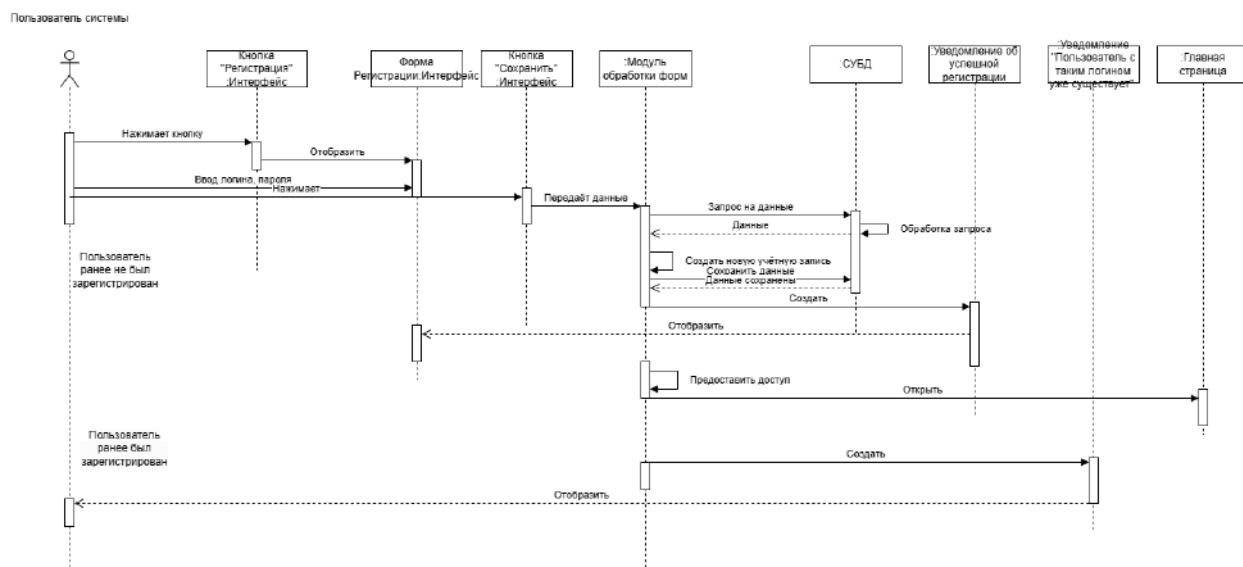 Пользователь системы
Кнопка
"Регистрация"
:Интерфейс
Форма
Регистрации:Интерфейс
Кнопка
"Сохранить"
:Интерфейс
:Модуль
обработки форм
:СУБД
:Уведомление об
успешной
регистрации
:Уведомление
"Пользователь с
таким логином
уже существует"
:Главная
страница
Нажимает кнопку
Отобразить
Ввод логина, пароля
Нажимает
Передаёт данные
Запрос на данные
Данные
Обработка запроса
Пользователь
ранее не был
зарегистрирован
Создать новую учётную запись
Сохранить данные
Данные сохранены
Создать
Отобразить
Предоставить доступ
Открыть
Пользователь
ранее был
зарегистрирован
Создать
Отобразить